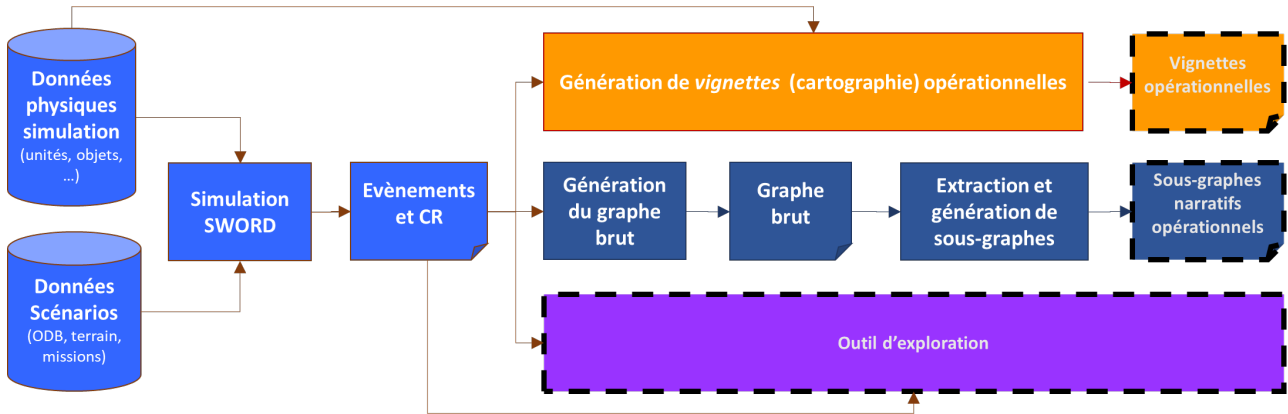 Données
physiques
simulation
(unités, objets,
…)
Données
Scénarios
(ODB, terrain,
missions)
Simulation
SWORD
Evènements
et CR
Génération de vignettes (cartographie) opérationnelles
Vignettes
opérationnelles
Génération
du graphe
brut
Graphe
brut
Extraction et
génération de
sous-graphes
Sous-graphes
narratifs
opérationnels
Outil d’exploration